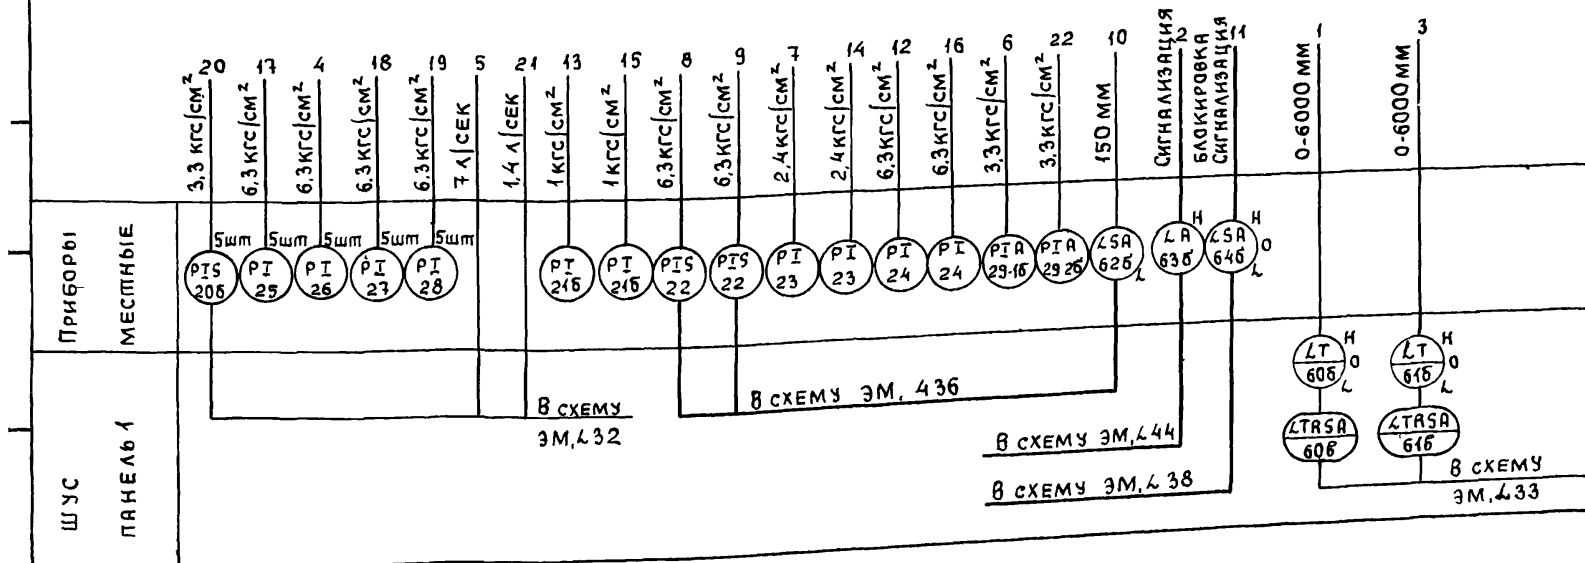 20
17
4
18
19
5
21
13
15
8
9
7
14
12
16
6
22
10
2
11
1
3
3,3 кгс/см²
6,3 кгс/см²
6,3 кгс/см²
6,3 кгс/см²
6,3 кгс/см²
7 л/сек
1,4 л/сек
1 кгс/см²
1 кгс/см²
6,3 кгс/см²
6,3 кгс/см²
2,4 кгс/см²
2,4 кгс/см²
6,3 кгс/см²
6,3 кгс/см²
3,3 кгс/см²
3,3 кгс/см²
150 мм
Сигнализация
Блокировка
Сигнализация
0-6000 мм
0-6000 мм
Приборы
местные
5шт
5шт
5шт
5шт
5шт
PIS
20б
PI
25
PI
26
PI
27
PI
28
PI
21б
PI
21б
PIS
22
PIS
22
PI
23
PI
23
PI
24
PI
24
PIA
29-1б
PIA
29 2б
LSA
62б
L
LA
63б
H
LSA
64б
H
O
L
LT
60б
H
O
L
LT
61б
H
O
L
LTRSA
60в
LTRSA
61в
ШУС
Панель 1
В схему
ЭМ, L32
В схему ЭМ, 436
В схему ЭМ, L44
В схему ЭМ, L 38
В схему
ЭМ, L33